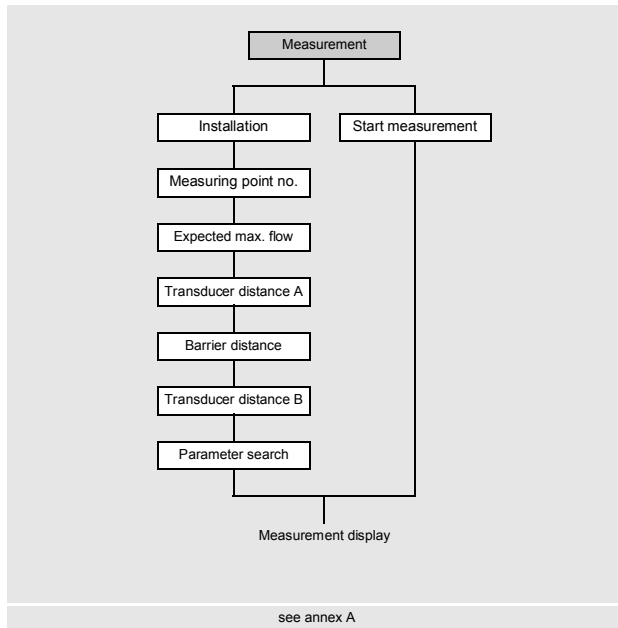 Measurement
Installation
Start measurement
Measuring point no.
Expected max. flow
Transducer distance A
Barrier distance
Transducer distance B
Parameter search
Measurement display
see annex A